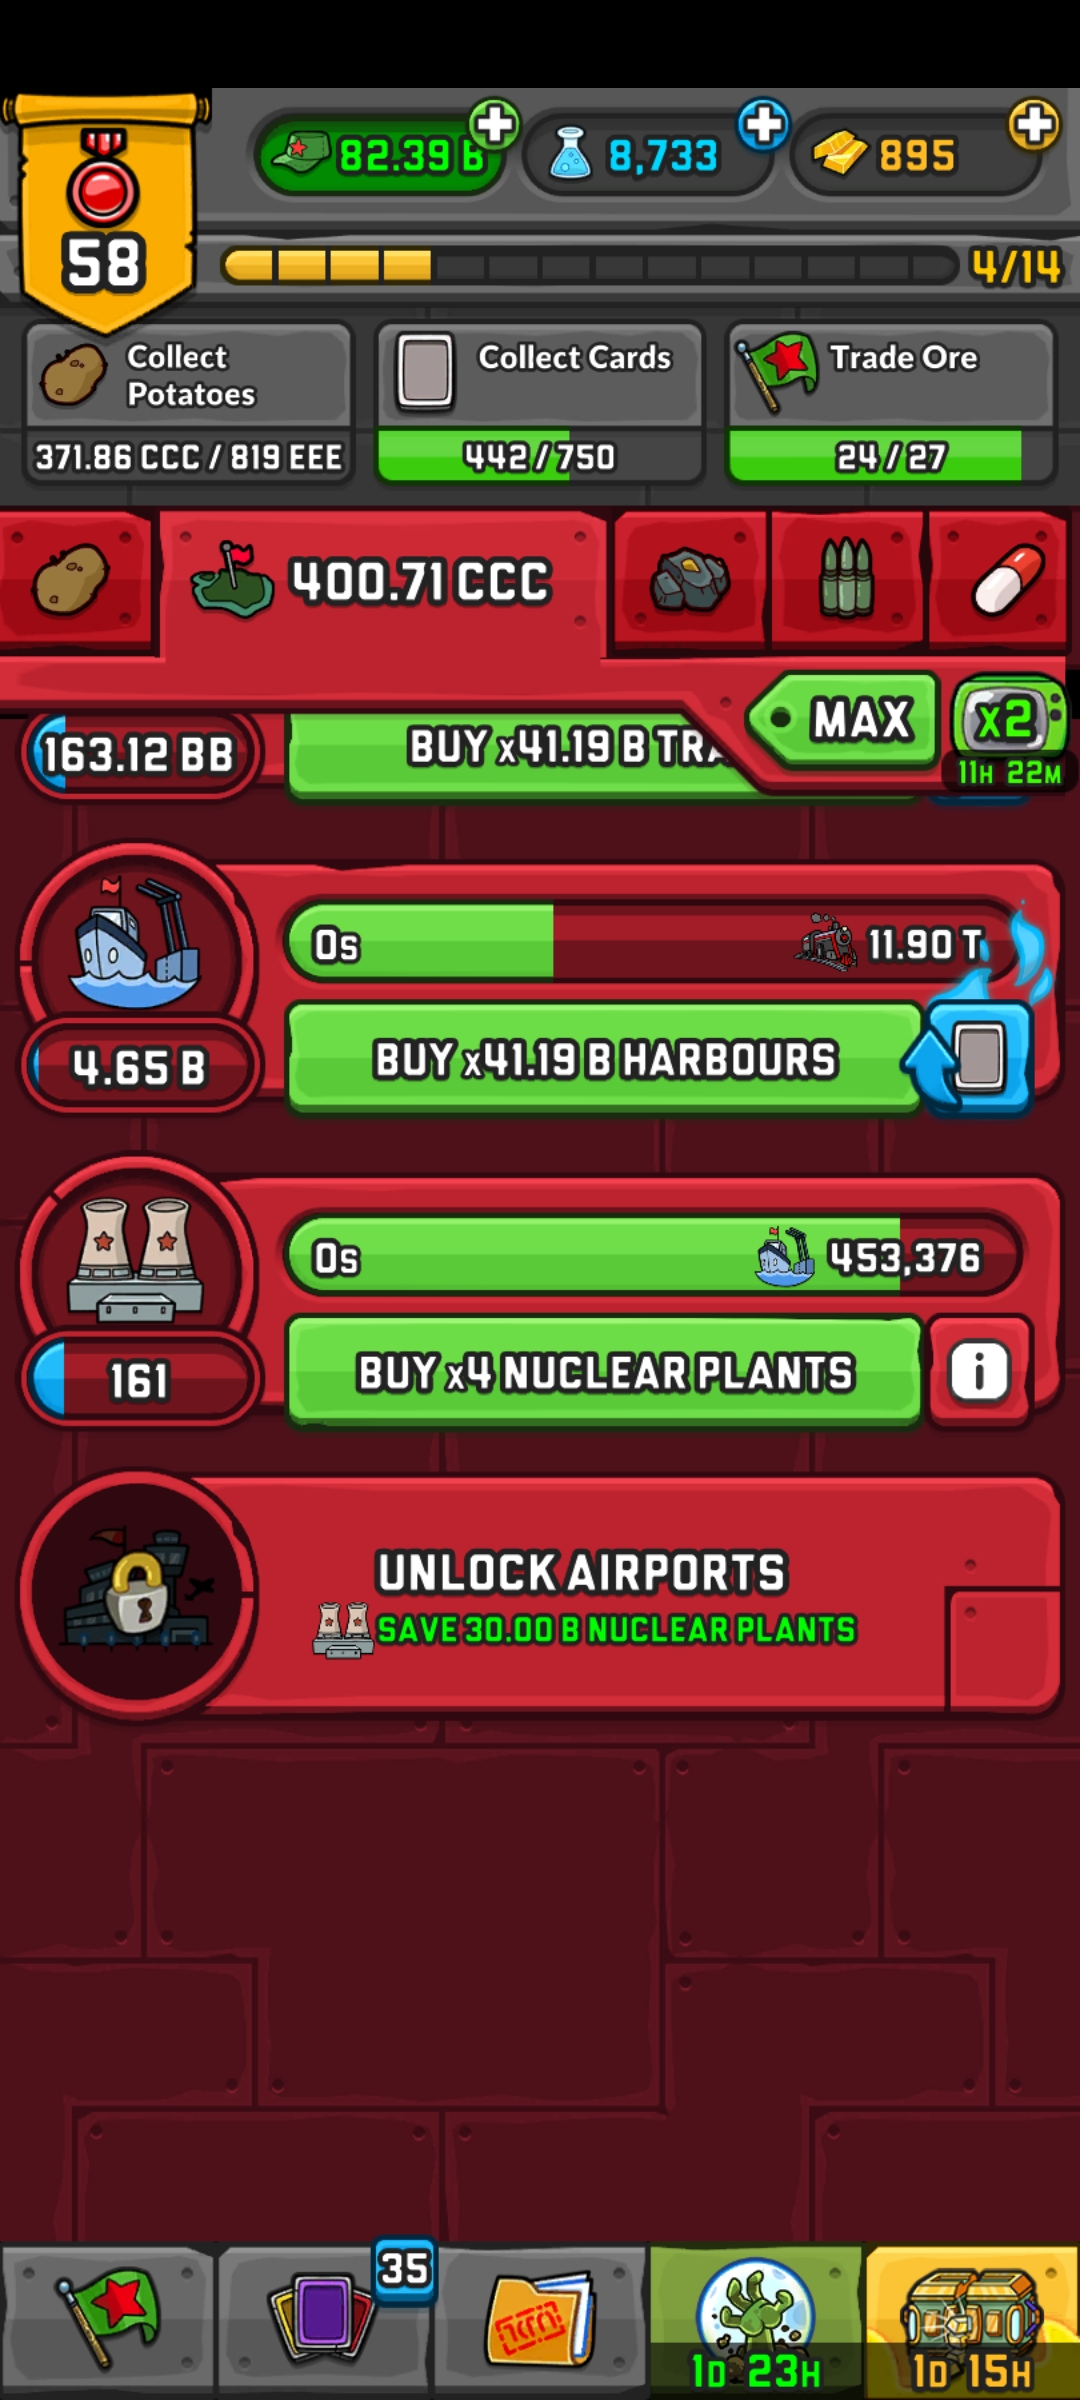 82.39 B
8,733
895
58
4/14
Collect
Potatoes
371.86 CCC / 819 EEE
Collect Cards
442/750
Trade Ore
24/27
400.71 CCC
163.12 BB
BUY x41.19 B
MAX
x2
11H 22M
0s
11.90 T
4.65 B
BUY x41.19 B HARBOURS
0s
453,376
161
BUY x4 NUCLEAR PLANTS
i
UNLOCK AIRPORTS
SAVE 30.00 B NUCLEAR PLANTS
35
1D 23H
1D 15H